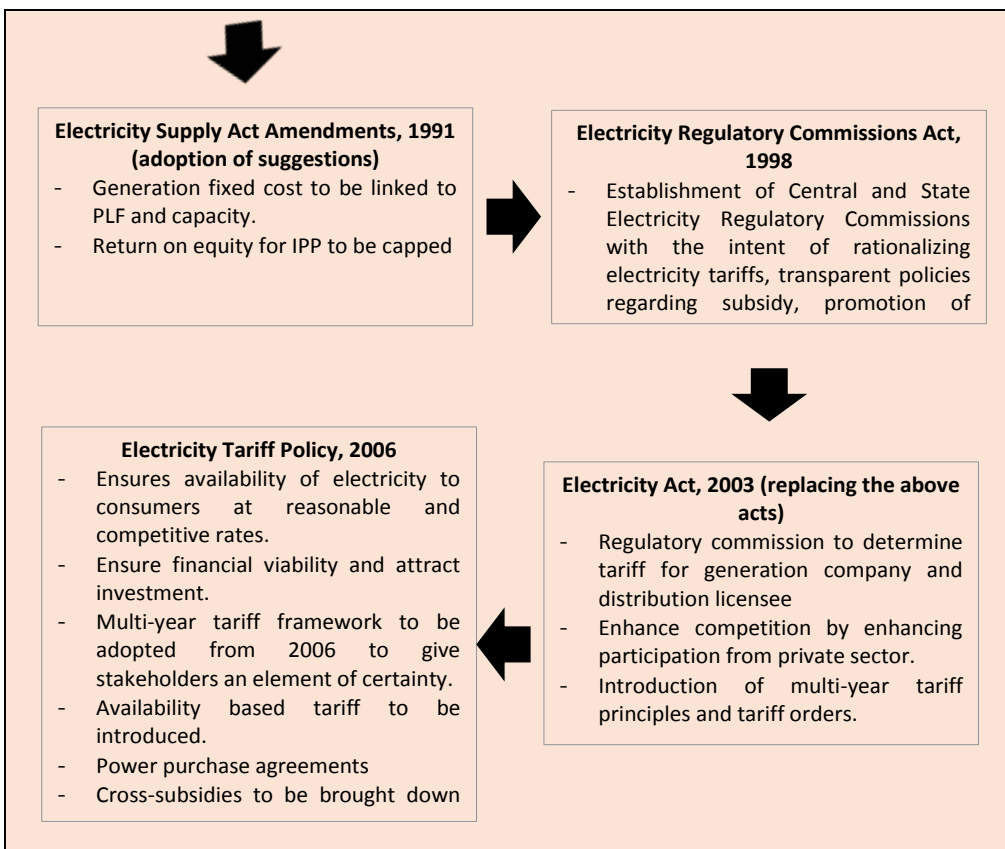 Electricity Supply Act Amendments, 1991
(adoption of suggestions)
- Generation fixed cost to be linked to
PLF and capacity.
- Return on equity for IPP to be capped
Electricity Regulatory Commissions Act,
1998
- Establishment of Central and State
Electricity Regulatory Commissions
with the intent of rationalizing
electricity tariffs, transparent policies
regarding subsidy, promotion of
Electricity Act, 2003 (replacing the above
acts)
- Regulatory commission to determine
tariff for generation company and
distribution licensee
- Enhance competition by enhancing
participation from private sector.
- Introduction of multi-year tariff
principles and tariff orders.
Electricity Tariff Policy, 2006
- Ensures availability of electricity to
consumers at reasonable and
competitive rates.
- Ensure financial viability and attract
investment.
- Multi-year tariff framework to be
adopted from 2006 to give
stakeholders an element of certainty.
- Availability based tariff to be
introduced.
- Power purchase agreements
- Cross-subsidies to be brought down